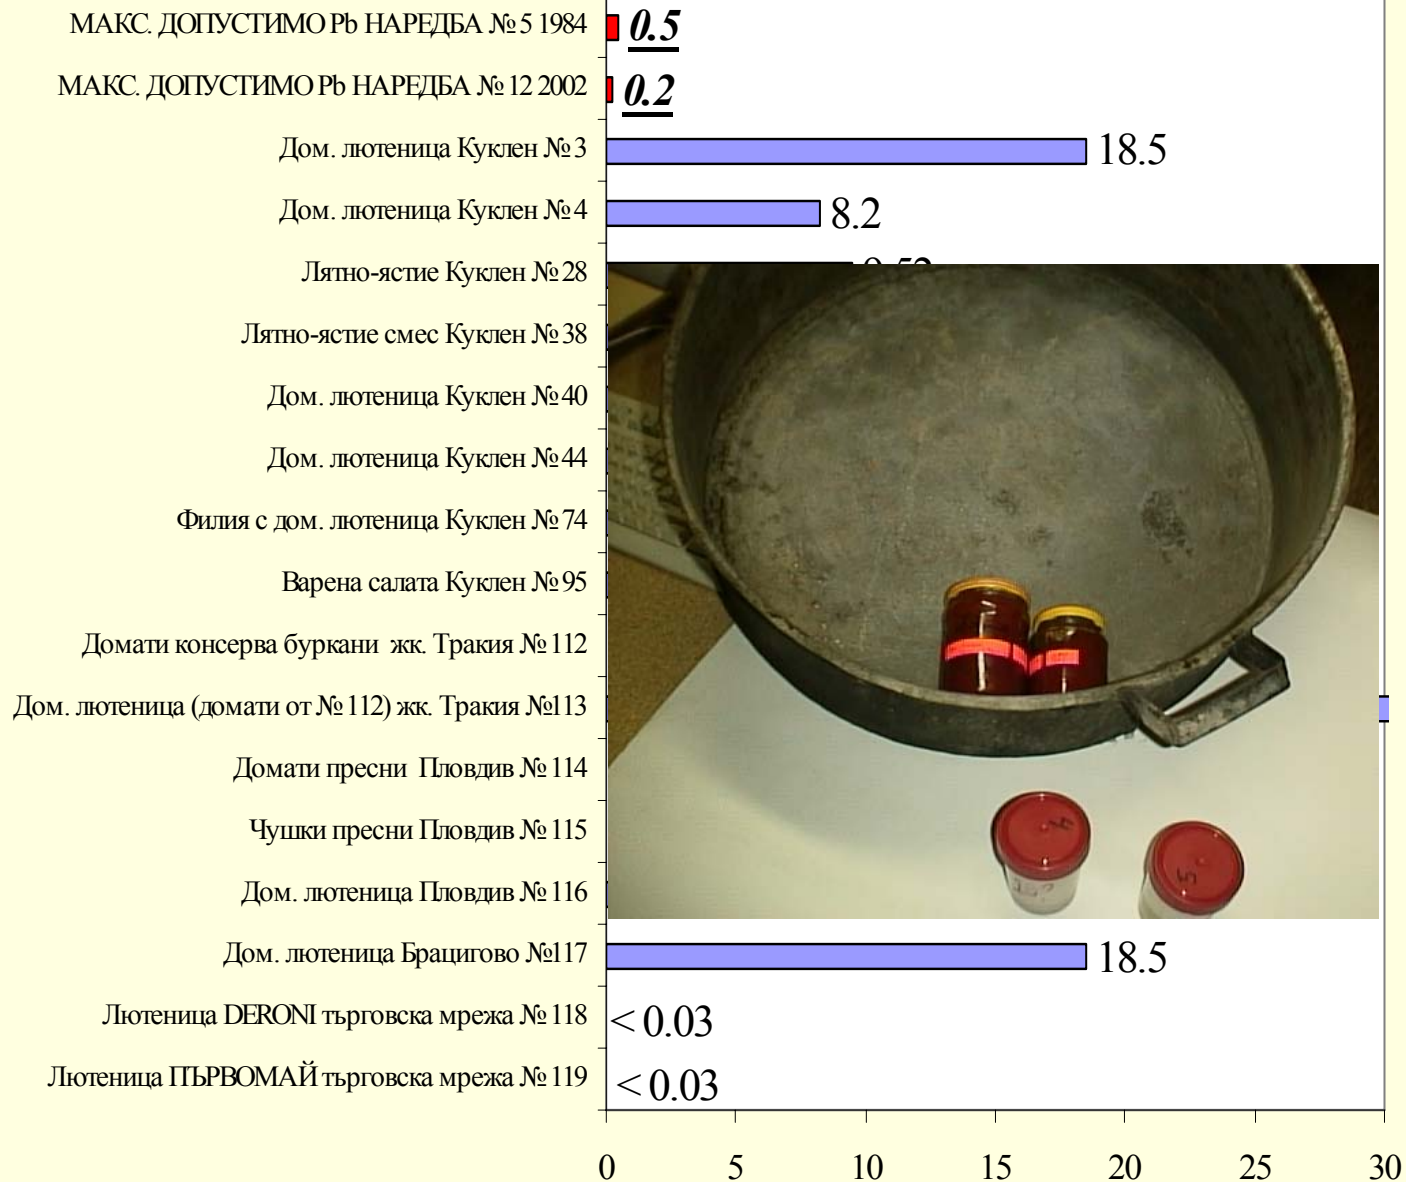 МАКС. ДОПУСТИМО Pb НАРЕДБА № 5 1984 0.5
МАКС. ДОПУСТИМО Pb НАРЕДБА № 12 2002 0.2
Дом. лютеница Куклен № 3 18.5
Дом. лютеница Куклен № 4 8.2
Лятно-ястие Куклен № 28
Лятно-ястие смес Куклен № 38
Дом. лютеница Куклен № 40
Дом. лютеница Куклен № 44
Филия с дом. лютеница Куклен № 74
Варена салата Куклен № 95
Домати консерва буркани жк. Тракия № 112
Дом. лютеница (домати от № 112) жк. Тракия №113
Домати пресни Пловдив № 114
Чушки пресни Пловдив № 115
Дом. лютеница Пловдив № 116
Дом. лютеница Брацигово №117 18.5
Лютеница DERONI търговска мрежа № 118 < 0.03
Лютеница ПЪРВОМАЙ търговска мрежа № 119 < 0.03
0 5 10 15 20 25 30